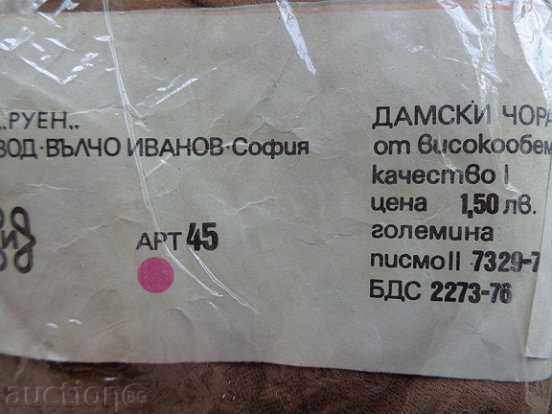 „РУЕН„
ВОД·ВЪЛЧО ИВАНОВ·София
АРТ 45
ДАМСКИ ЧОРА
от високообем
качество I
цена 1,50 лв.
големина
писмо II 7329-7
БДС 2273-76
auction